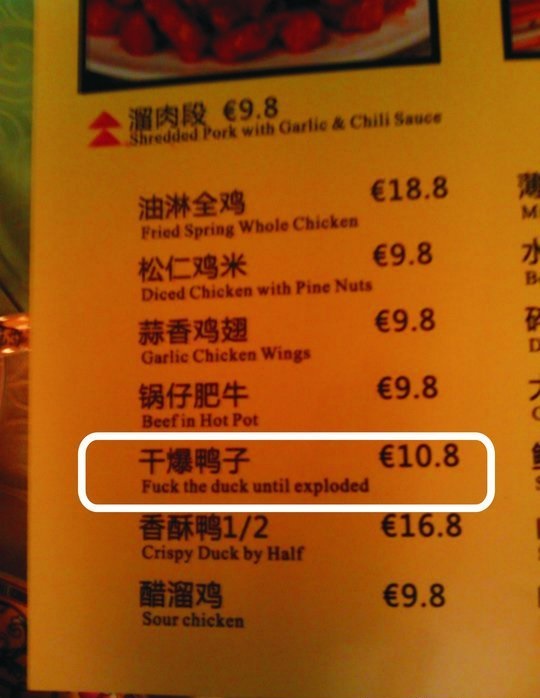 溜肉段 €9.8
Shredded Pork with Garlic & Chili Sauce
油淋全鸡 €18.8
Fried Spring Whole Chicken
松仁鸡米 €9.8
Diced Chicken with Pine Nuts
蒜香鸡翅 €9.8
Garlic Chicken Wings
锅仔肥牛 €9.8
Beef in Hot Pot
干爆鸭子 €10.8
Fuck the duck until exploded
香酥鸭1/2 €16.8
Crispy Duck by Half
醋溜鸡 €9.8
Sour chicken